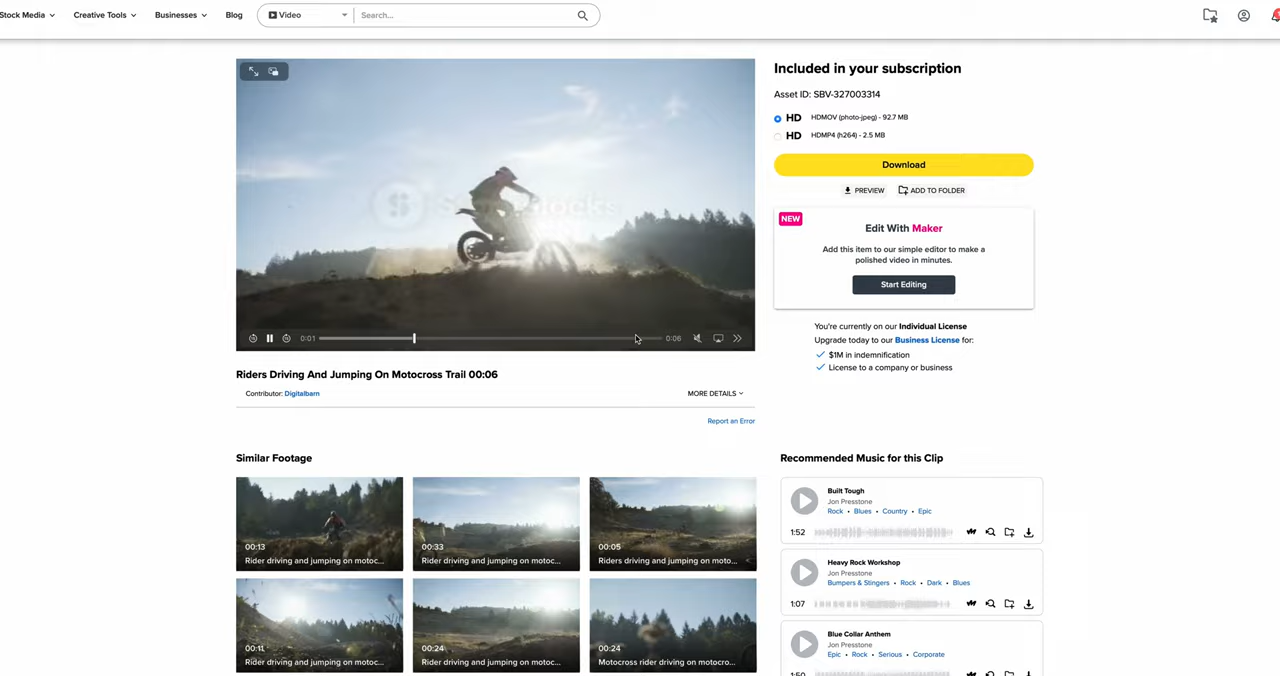 Stock Media
Creative Tools
Businesses
Blog
Video
Search...
Included in your subscription
Asset ID: SBV-327003314
HD HDMOV (photo-jpeg) - 92.7 MB
HD HDMP4 (h264) - 2.5 MB
Download
PREVIEW
ADD TO FOLDER
NEW
Edit With Maker
Add this item to our simple editor to make a
polished video in minutes.
Start Editing
You're currently on our Individual License
Upgrade today to our Business License for:
$1M in indemnification
License to a company or business
0:01
0:06
Riders Driving And Jumping On Motocross Trail 00:06
Contributor: Digitalbarn
MORE DETAILS
Report an Error
Similar Footage
00:13
Rider driving and jumping on motoc...
00:33
Rider driving and jumping on motoc...
00:05
Riders driving and jumping on moto...
00:11
Rider driving and jumping on motoc...
00:24
Rider driving and jumping on motoc...
00:24
Motocross rider driving on motocro...
Recommended Music for this Clip
Built Tough
Jon Presstone
Rock • Blues • Country • Epic
1:52
Heavy Rock Workshop
Jon Presstone
Bumpers & Stingers • Rock • Dark • Blues
1:07
Blue Collar Anthem
Jon Presstone
Epic • Rock • Serious • Corporate